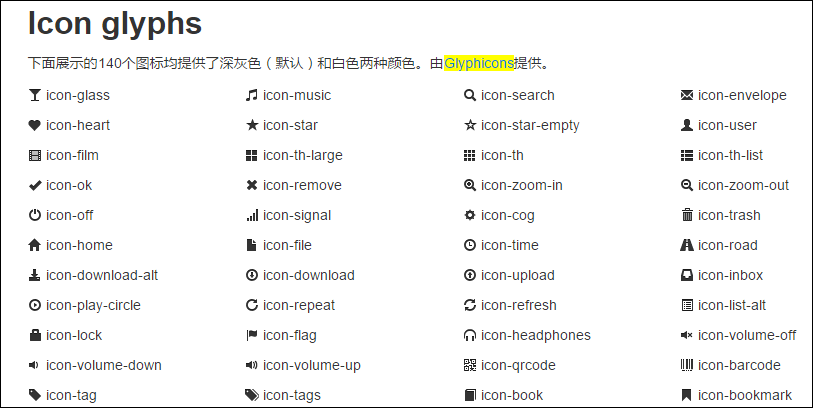 Icon glyphs
下面展示的140个图标均提供了深灰色（默认）和白色两种颜色。由Glyphicons提供。
icon-glass icon-music icon-search icon-envelope
icon-heart icon-star icon-star-empty icon-user
icon-film icon-th-large icon-th icon-th-list
icon-ok icon-remove icon-zoom-in icon-zoom-out
icon-off icon-signal icon-cog icon-trash
icon-home icon-file icon-time icon-road
icon-download-alt icon-download icon-upload icon-inbox
icon-play-circle icon-repeat icon-refresh icon-list-alt
icon-lock icon-flag icon-headphones icon-volume-off
icon-volume-down icon-volume-up icon-qrcode icon-barcode
icon-tag icon-tags icon-book icon-bookmark